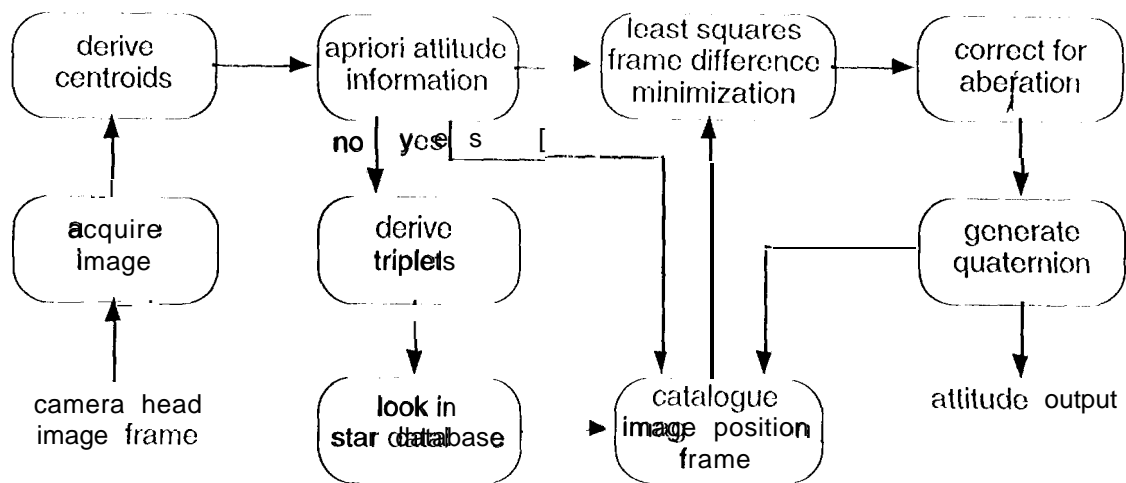 derive
centroids
apriori attitude
information
least squares
frame difference
minimization
correct for
aberation
no yes
acquire
image
derive
triplets
generate
quaternion
camera head
image frame
look in
star database
catalogue
image position
frame
attitude output